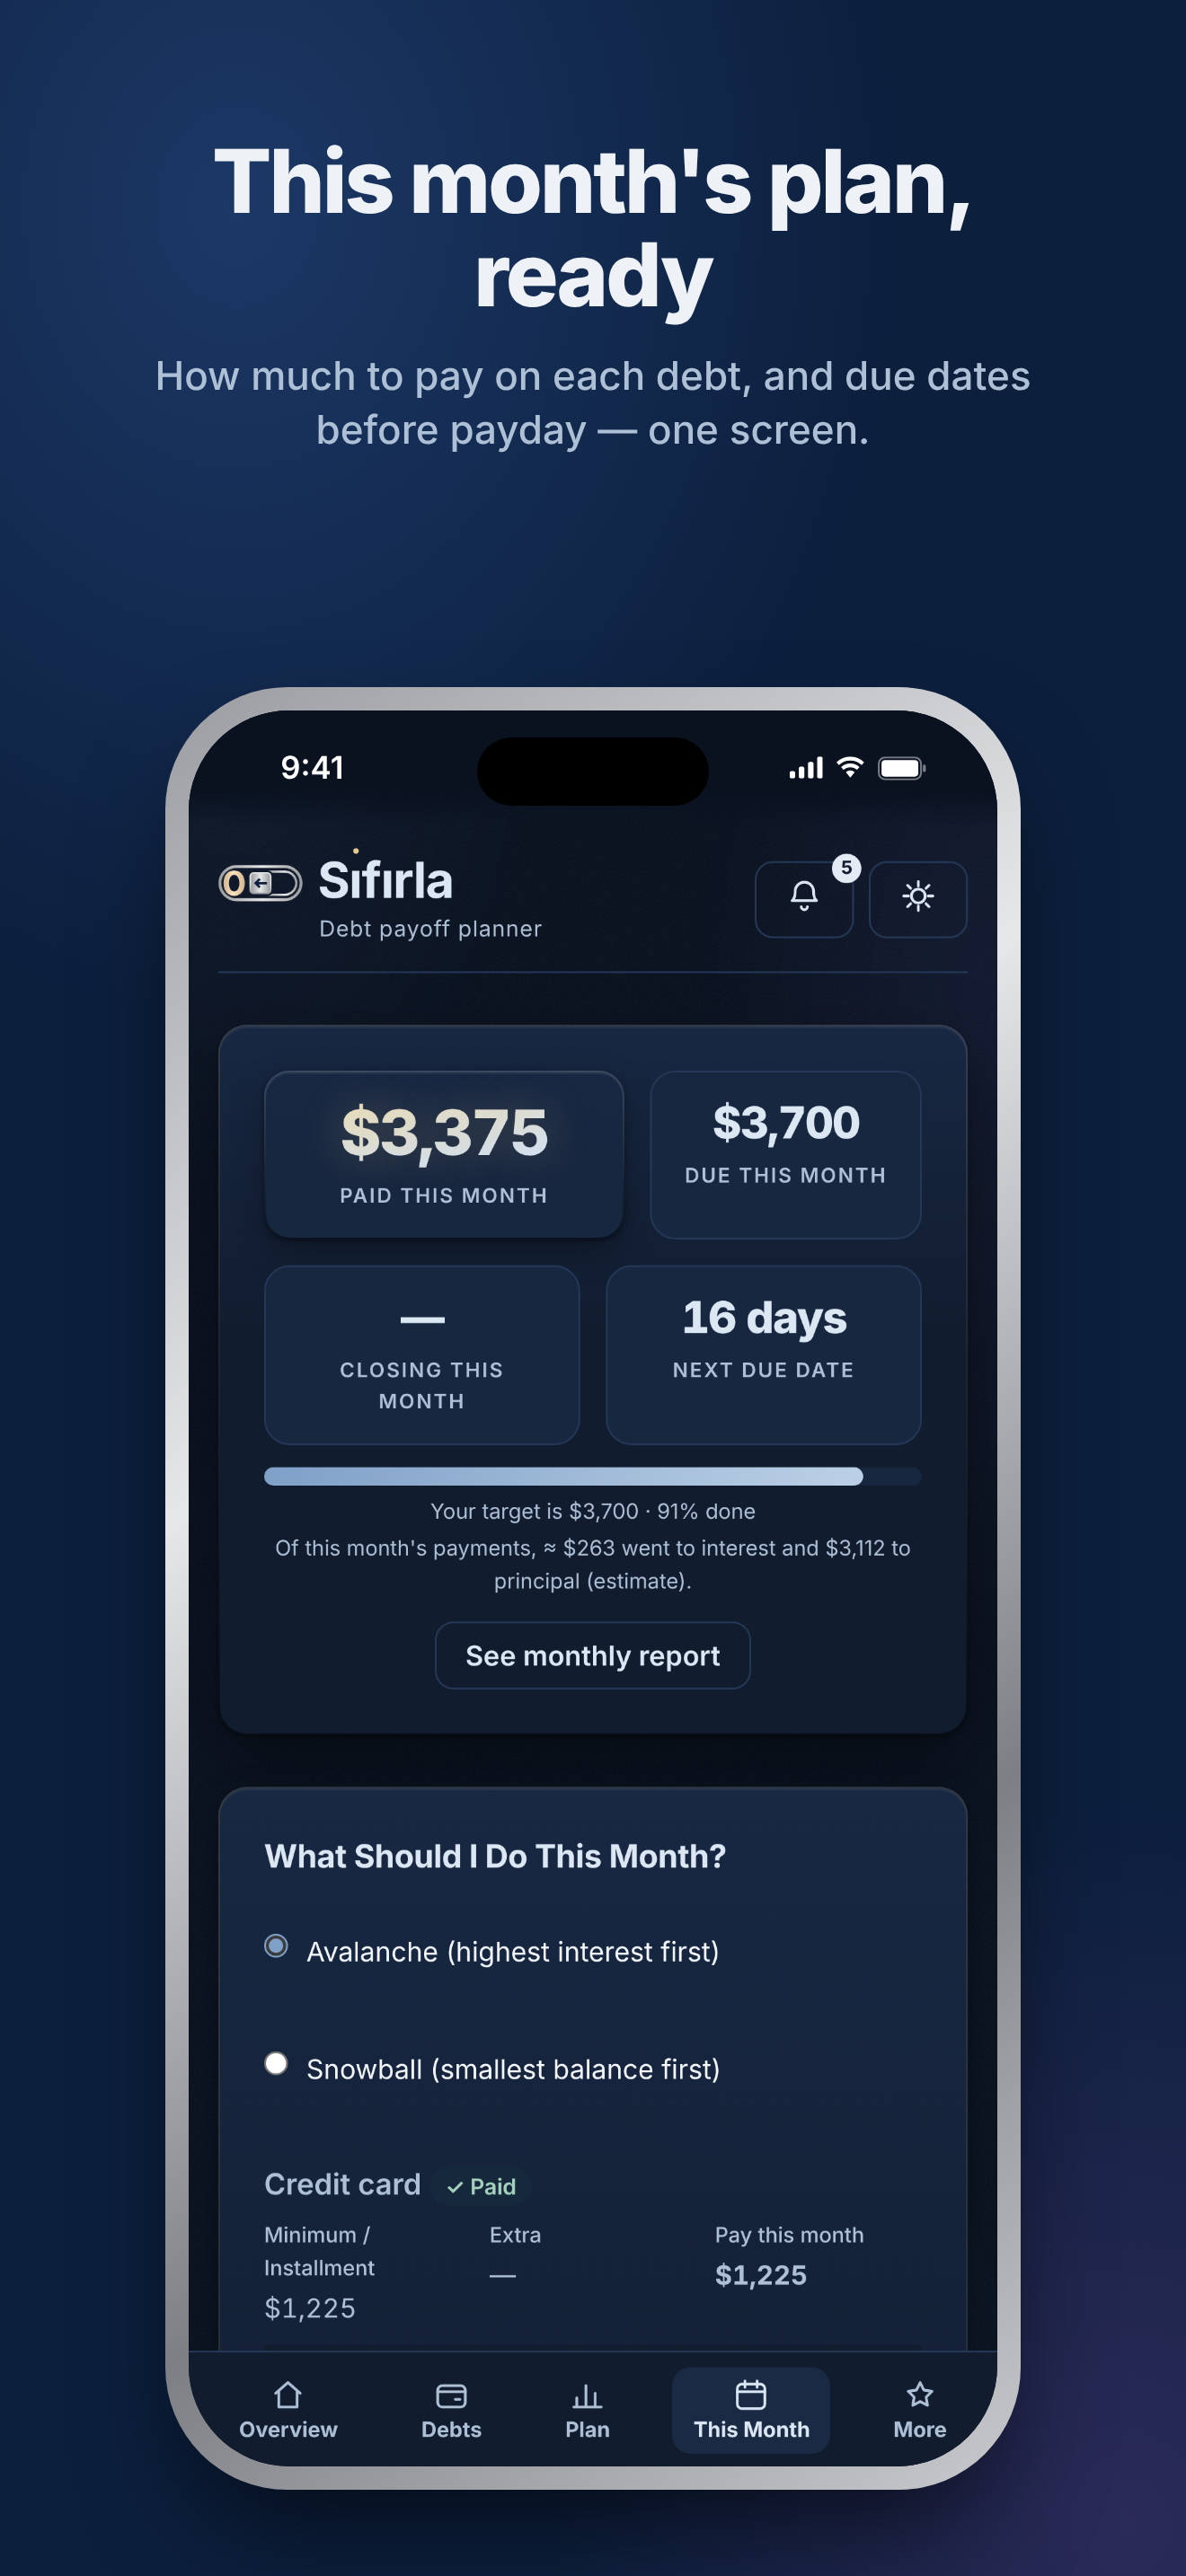 This month's plan,
ready
How much to pay on each debt, and due dates
before payday — one screen.
9:41
Sıfırla
Debt payoff planner
5
$3,375
PAID THIS MONTH
$3,700
DUE THIS MONTH
—
CLOSING THIS
MONTH
16 days
NEXT DUE DATE
Your target is $3,700 · 91% done
Of this month's payments, ≈ $263 went to interest and $3,112 to
principal (estimate).
See monthly report
What Should I Do This Month?
Avalanche (highest interest first)
Snowball (smallest balance first)
Credit card ✓ Paid
Minimum /
Installment
$1,225
Extra
—
Pay this month
$1,225
Overview
Debts
Plan
This Month
More